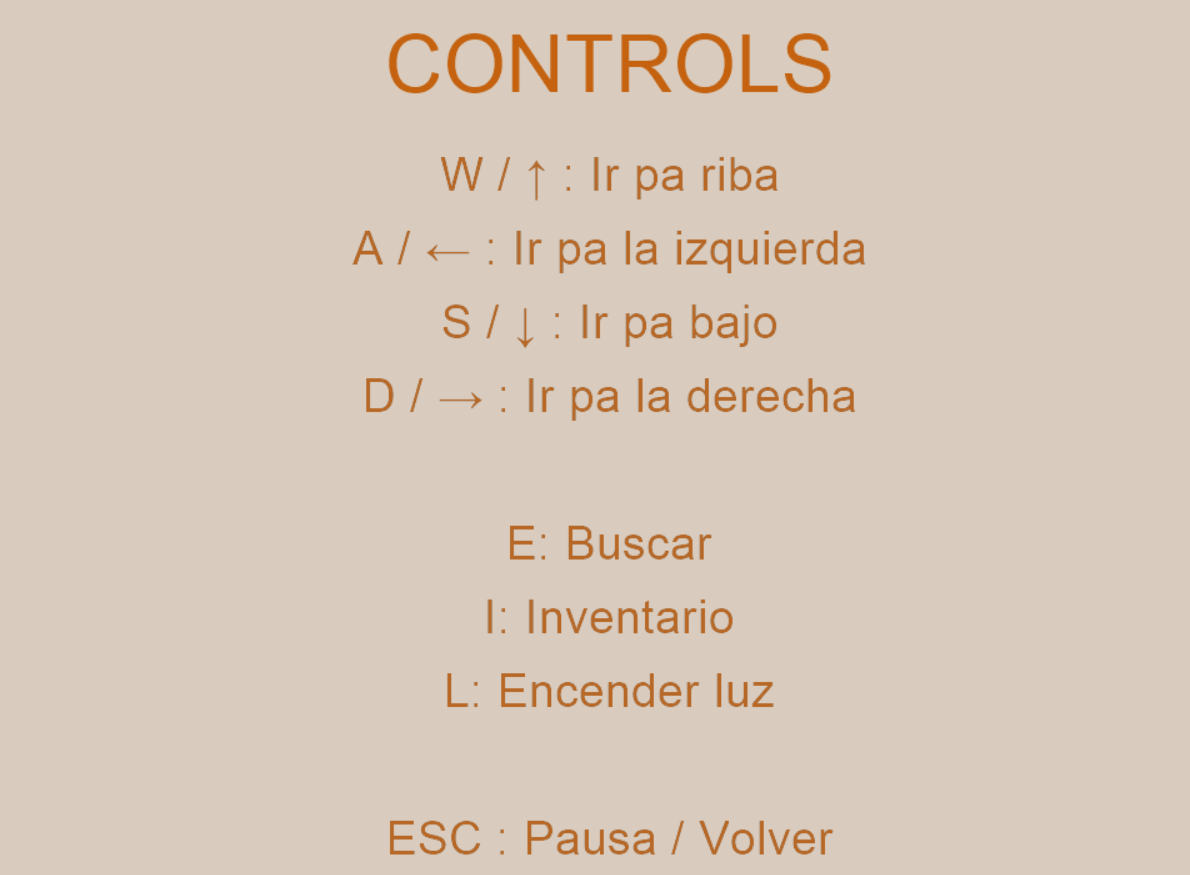 CONTROLS
W / ↑ : Ir pa riba
A / ← : Ir pa la izquierda
S / ↓ : Ir pa bajo
D / → : Ir pa la derecha
E: Buscar
I: Inventario
L: Encender luz
ESC : Pausa / Volver